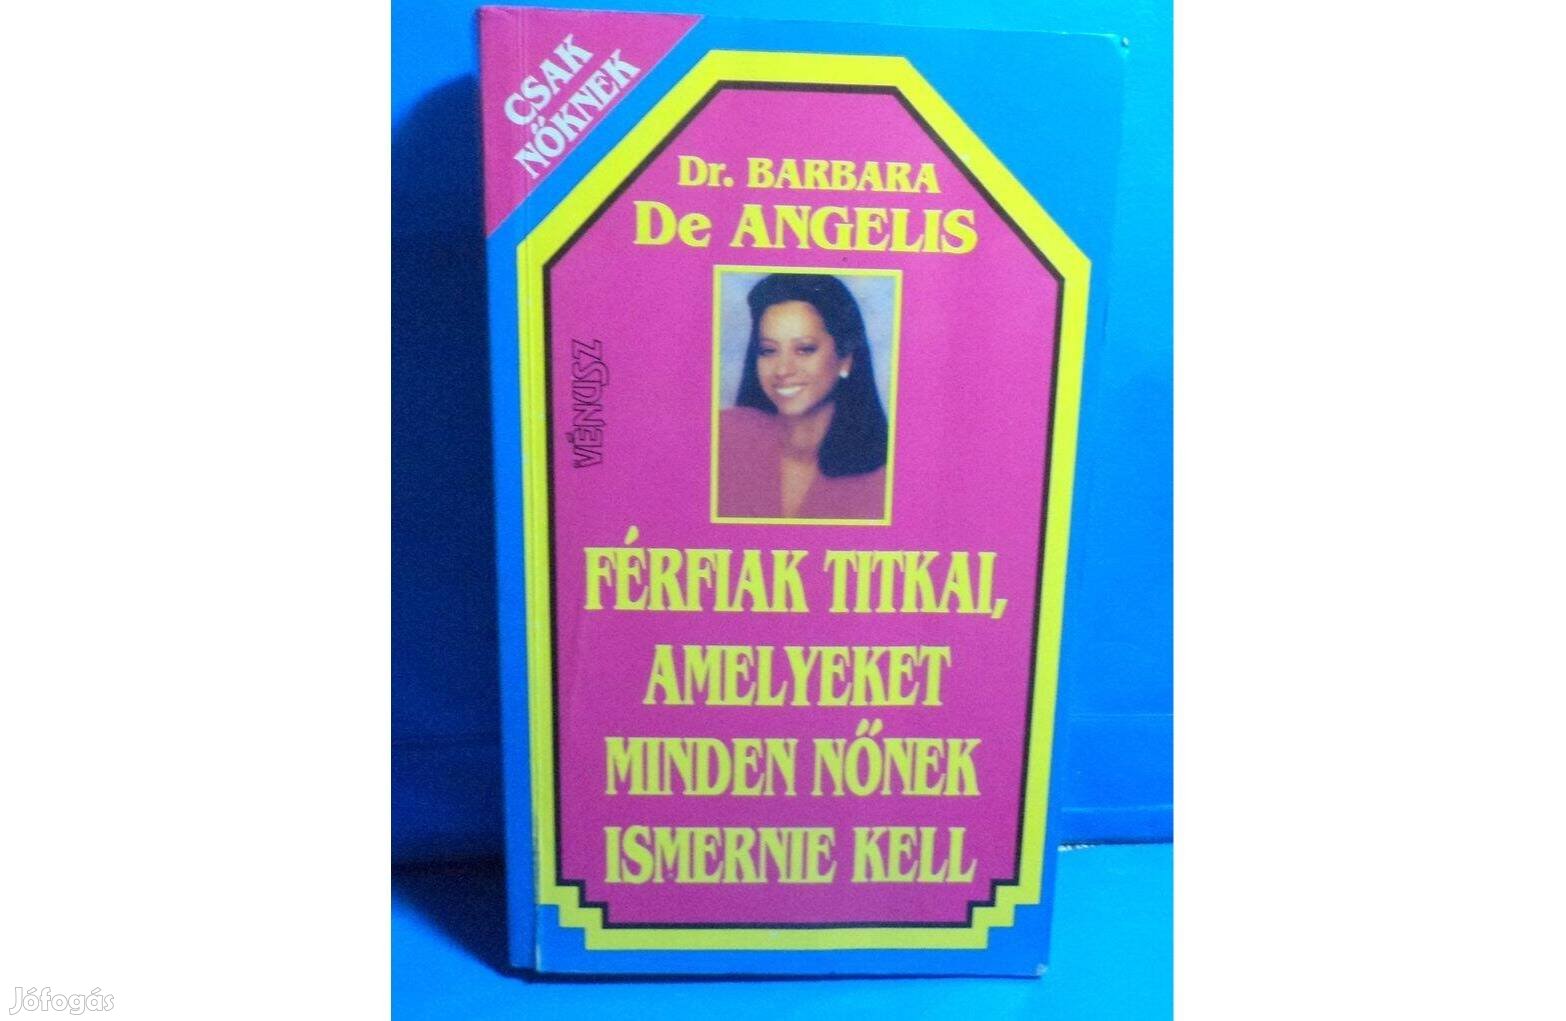 CSAK
NŐKNEK
Dr. BARBARA
De ANGELIS
VÉNUSZ
FÉRFIAK TITKAI,
AMELYEKET
MINDEN NŐNEK
ISMERNIE KELL
Jófogás